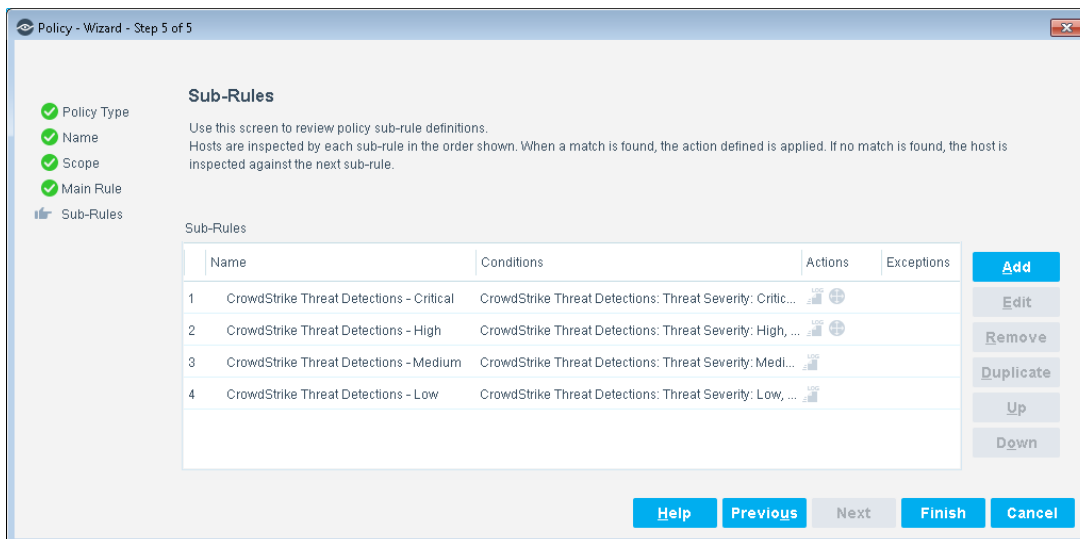 Policy - Wizard - Step 5 of 5
Policy Type
Name
Scope
Main Rule
Sub-Rules
Sub-Rules
Use this screen to review policy sub-rule definitions.
Hosts are inspected by each sub-rule in the order shown. When a match is found, the action defined is applied. If no match is found, the host is
inspected against the next sub-rule.
Sub-Rules
Name Conditions Actions Exceptions
1 CrowdStrike Threat Detections - Critical CrowdStrike Threat Detections: Threat Severity: Critic... LOG
2 CrowdStrike Threat Detections - High CrowdStrike Threat Detections: Threat Severity: High, ... LOG
3 CrowdStrike Threat Detections - Medium CrowdStrike Threat Detections: Threat Severity: Medi... LOG
4 CrowdStrike Threat Detections - Low CrowdStrike Threat Detections: Threat Severity: Low, ... LOG
Add
Edit
Remove
Duplicate
Up
Down
Help Previous Next Finish Cancel